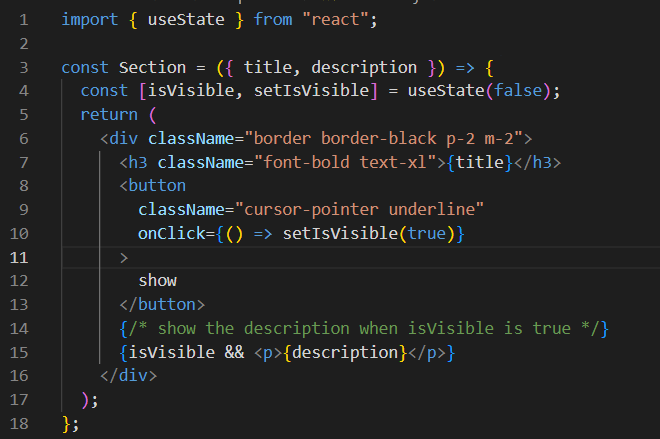 1 import { useState } from "react";
2
3 const Section = ({ title, description }) => {
4   const [isVisible, setIsVisible] = useState(false);
5   return (
6     <div className="border border-black p-2 m-2">
7       <h3 className="font-bold text-xl">{title}</h3>
8       <button
9         className="cursor-pointer underline"
10         onClick={() => setIsVisible(true)}
11       >
12         show
13       </button>
14       {/* show the description when isVisible is true */}
15       {isVisible && <p>{description}</p>}
16     </div>
17   );
18 };